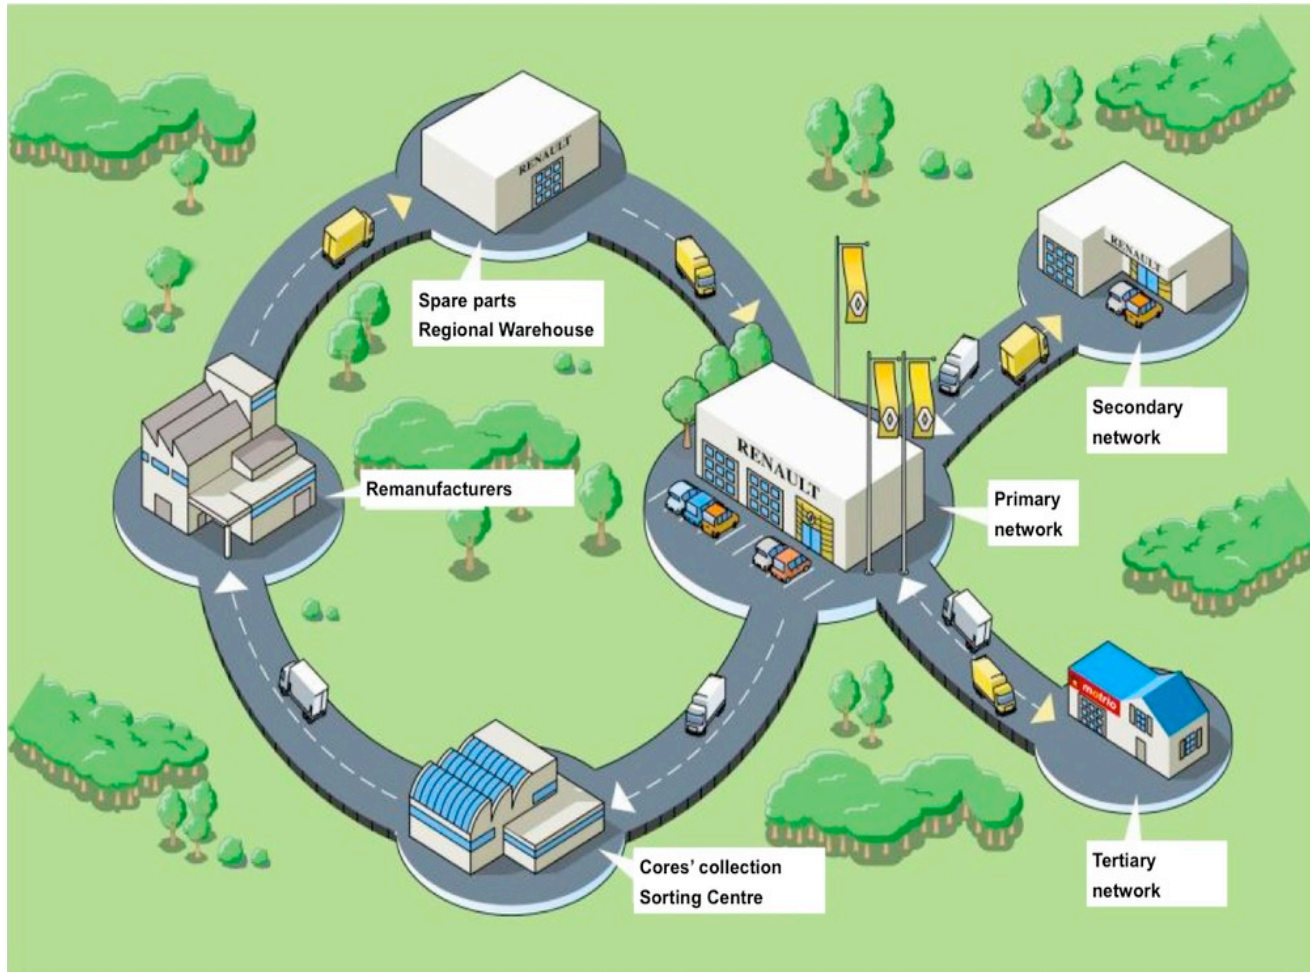 RENAULT
Spare parts
Regional Warehouse
RENAULT
Secondary
network
Remanufacturers
RENAULT
Primary
network
motrio
Cores’ collection
Sorting Centre
Tertiary
network